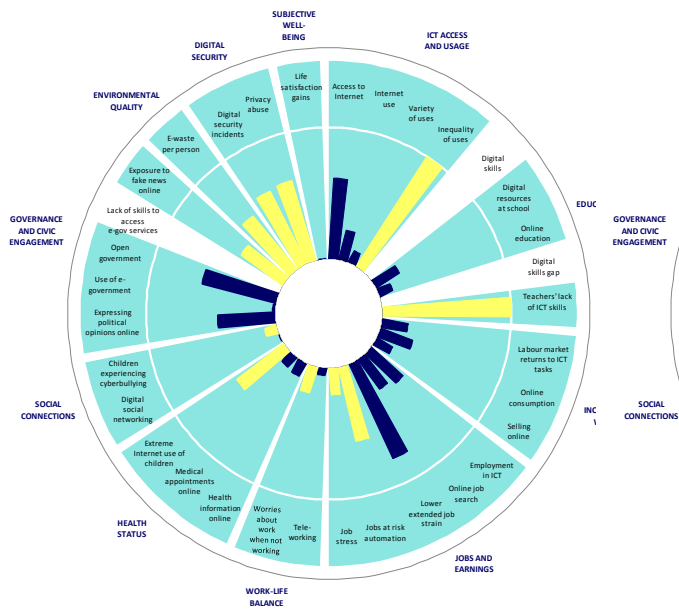 SUBJECTIVE
WELL-
BEING
ICT ACCESS
AND USAGE
DIGITAL
SECURITY
ENVIRONMENTAL
QUALITY
GOVERNANCE
AND CIVIC
ENGAGEMENT
SOCIAL
CONNECTIONS
HEALTH
STATUS
WORK-LIFE
BALANCE
JOBS AND
EARNINGS
EDUC
INC
GOVERNANCE
AND CIVIC
ENGAGEMENT
SOCIAL
CONNECTIONS
Life
satisfaction
gains
Access to
Internet
Internet
use
Variety
of uses
Inequality
of uses
Digital
skills
Digital
resources
at school
Online
education
Digital
skills gap
Teachers' lack
of ICT skills
Labour market
returns to ICT
tasks
Online
consumption
Selling
online
Employment
in ICT
Online job
search
Lower
extended job
strain
Jobs at risk
automation
Job
stress
Tele-
working
Worries
about
work
when not
working
Health
information
online
Medical
appointments
online
Extreme
Internet use of
children
Digital
social
networking
Children
experiencing
cyberbullying
Expressing
political
opinions online
Use of e-
government
Open
government
Lack of skills to
access
e-gov services
Exposure to
fake news
online
E-waste
per person
Digital
security
incidents
Privacy
abuse